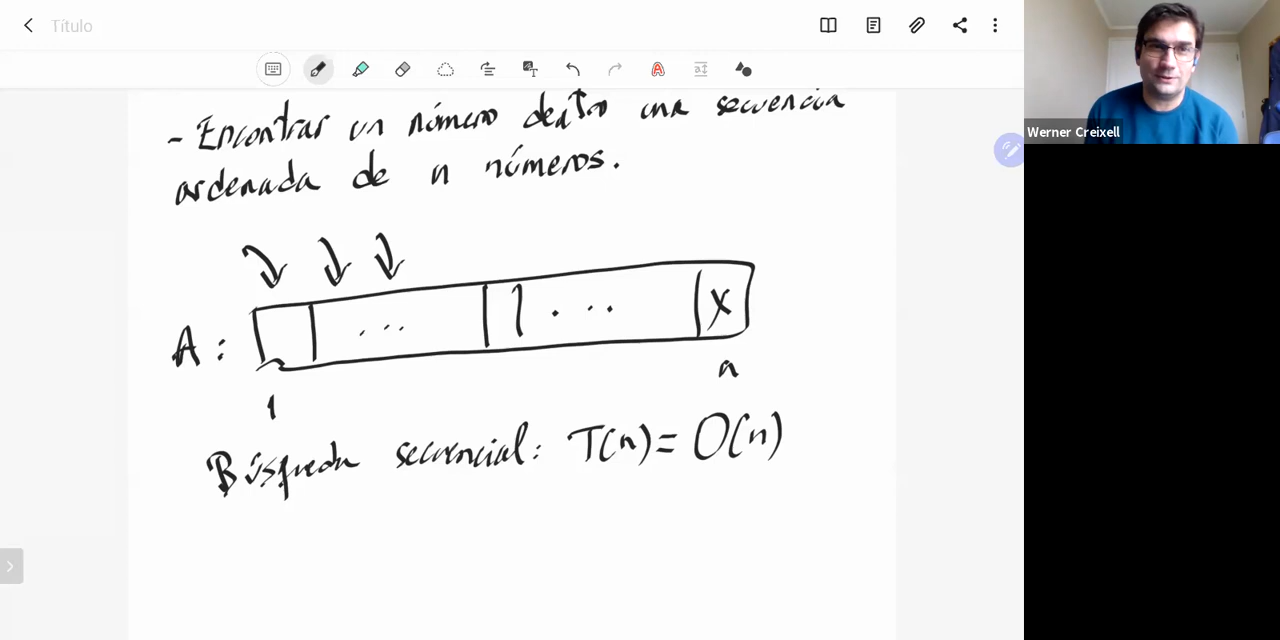 Título
Werner Creixell
- Encontrar un número dentro una secuencia
ordenada de n números.
A :
...
. . .
x
1
n
Búsqueda secuencial: T(n) = O(n)